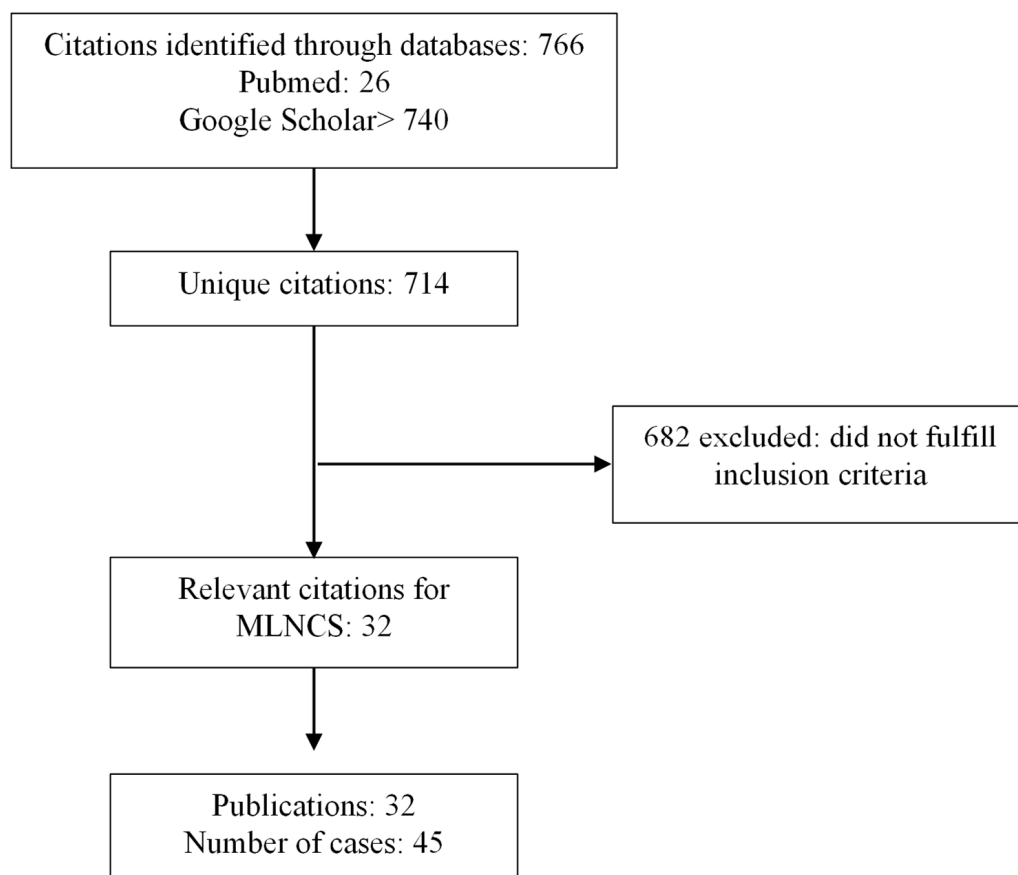 Citations identified through databases: 766
Pubmed: 26
Google Scholar> 740
Unique citations: 714
682 excluded: did not fulfill
inclusion criteria
Relevant citations for
MLNCS: 32
Publications: 32
Number of cases: 45